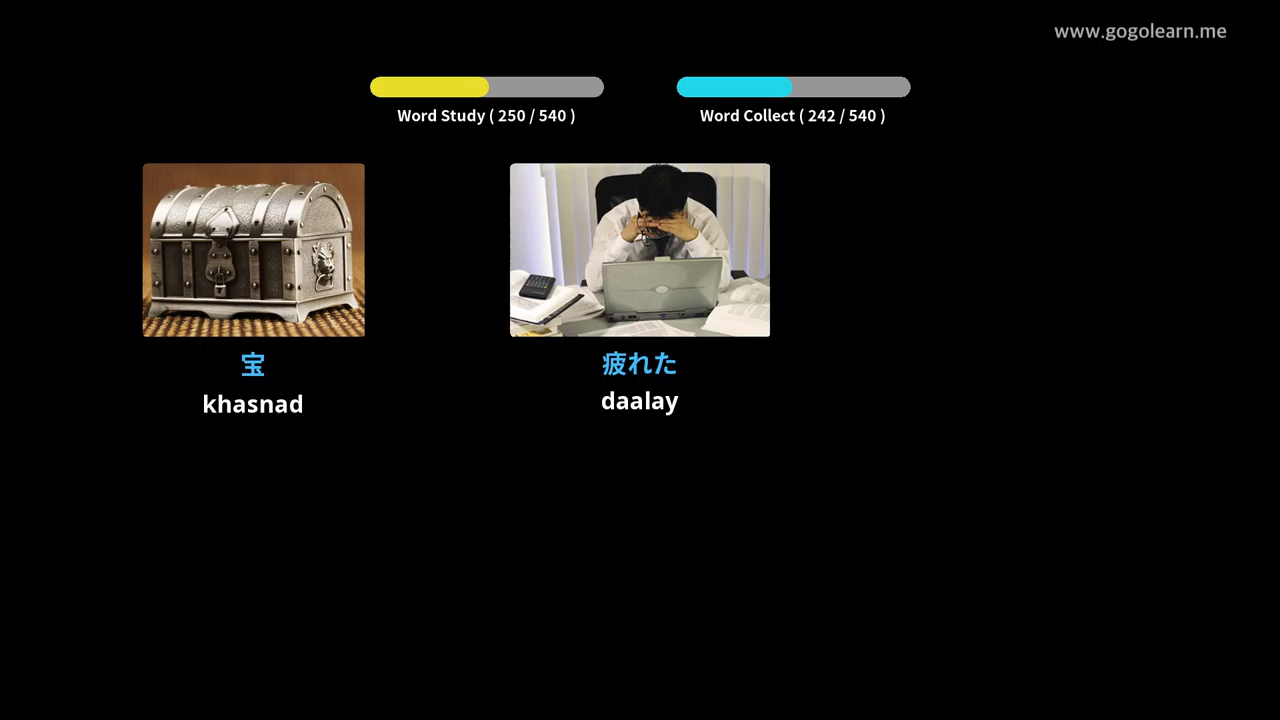 www.gogolearn.me
Word Study ( 250 / 540 )
Word Collect ( 242 / 540 )
宝
khasnad
疲れた
daalay